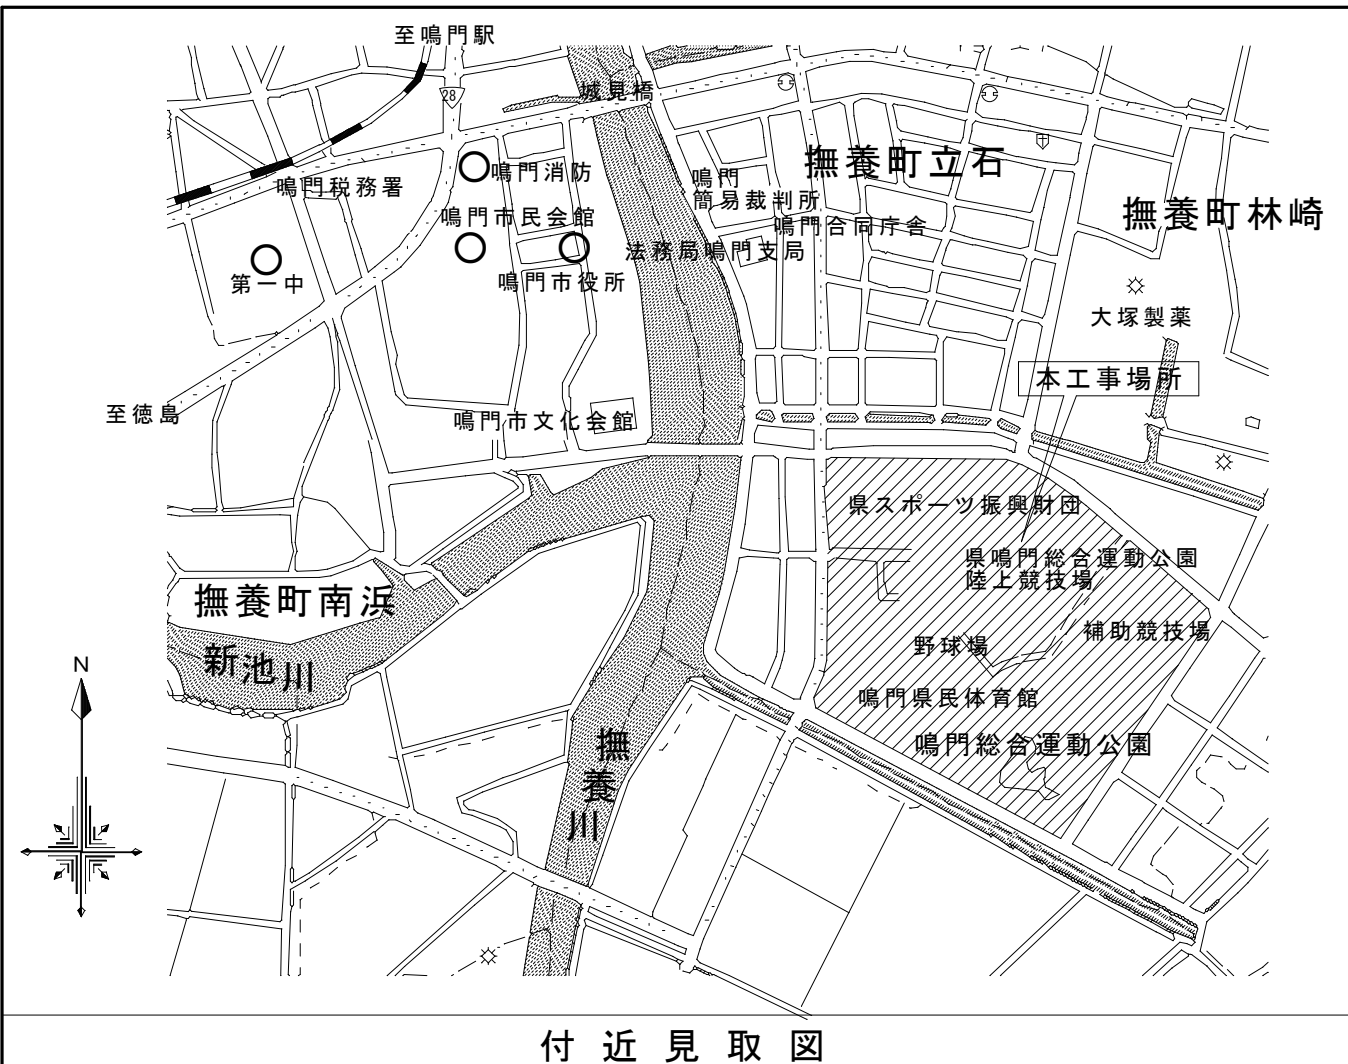 至鳴門駅
28
城見橋
鳴門消防
鳴門税務署
鳴門市民会館
第一中
鳴門市役所
鳴門
簡易裁判所
法務局鳴門支局
鳴門合同庁舎
撫養町立石
撫養町林崎
大塚製薬
本工事場所
至徳島
鳴門市文化会館
県スポーツ振興財団
県鳴門総合運動公園
陸上競技場
補助競技場
野球場
鳴門県民体育館
鳴門総合運動公園
撫養町南浜
新池川
撫養川
N
付近見取図